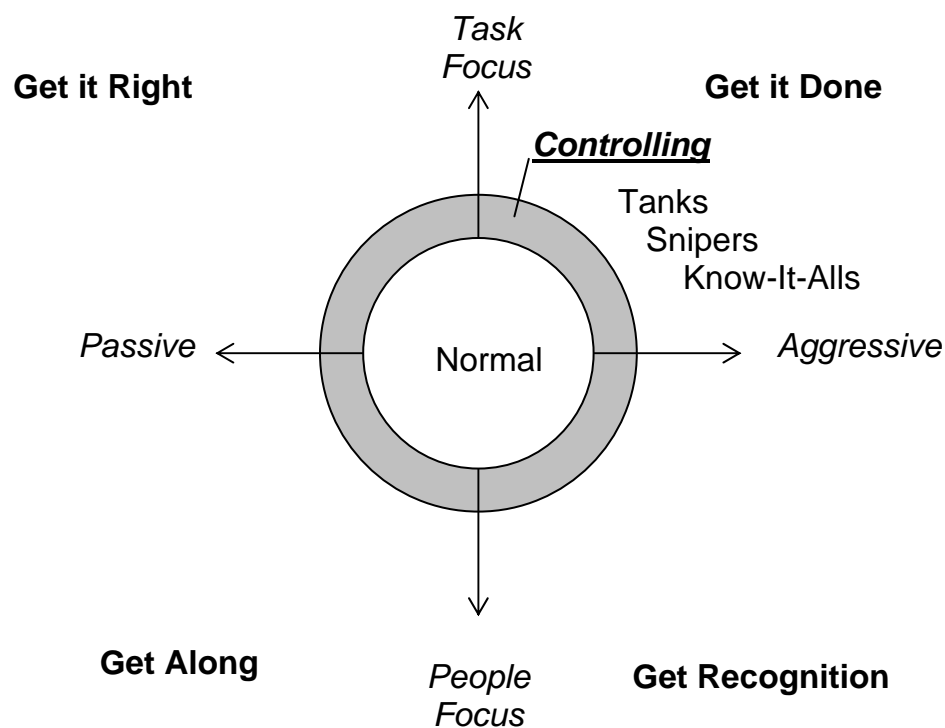 Task
Focus
Get it Right
Get it Done
Controlling
Tanks
Snipers
Know-It-Alls
Passive
Normal
Aggressive
Get Along
People
Focus
Get Recognition